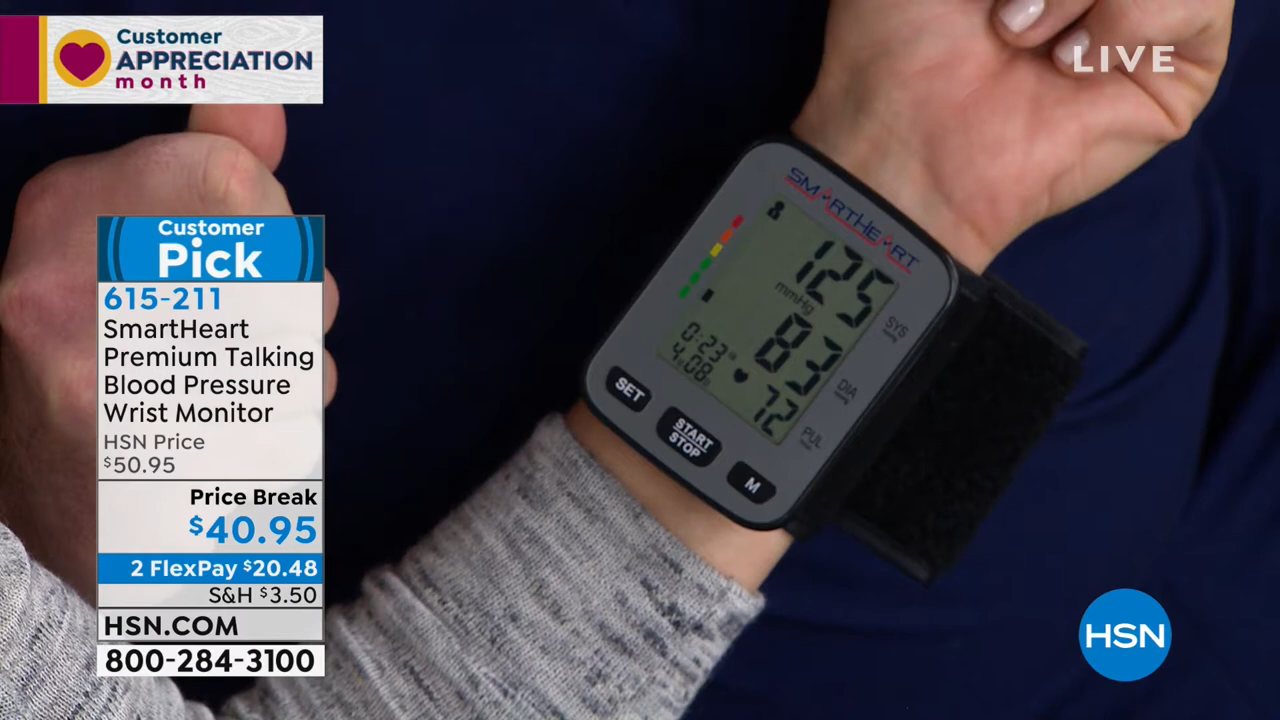 Customer
APPRECIATION
month
LIVE
Customer
Pick
615-211
SmartHeart
Premium Talking
Blood Pressure
Wrist Monitor
HSN Price
$50.95
Price Break
$40.95
2 FlexPay $20.48
S&H $3.50
HSN.COM
800-284-3100
SMARTHEART
125
mmHg
SYS
83
DIA
0:23
4 08
72
PUL
SET
START
STOP
M
HSN